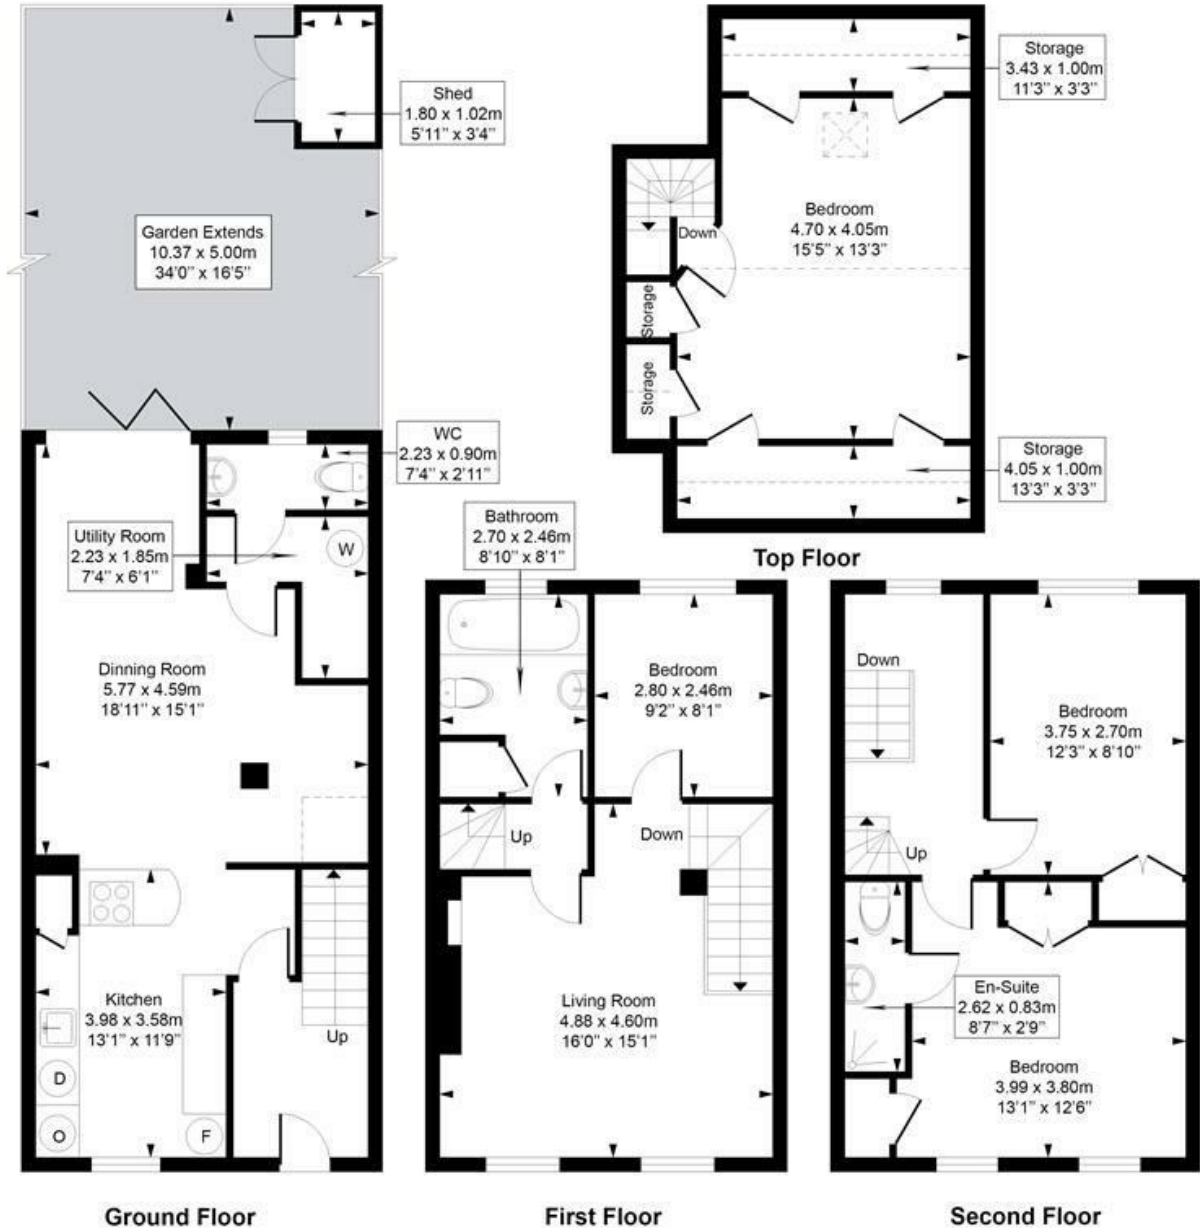 Shed
1.80 x 1.02m
5'11" x 3'4"
Garden Extends
10.37 x 5.00m
34'0" x 16'5"
WC
2.23 x 0.90m
7'4" x 2'11"
Utility Room
2.23 x 1.85m
7'4" x 6'1"
W
Dinning Room
5.77 x 4.59m
18'11" x 15'1"
Kitchen
3.98 x 3.58m
13'1" x 11'9"
Up
D
O
F
Ground Floor
Storage
3.43 x 1.00m
11'3" x 3'3"
Bedroom
4.70 x 4.05m
15'5" x 13'3"
Down
Storage
Storage
Storage
4.05 x 1.00m
13'3" x 3'3"
Top Floor
Bathroom
2.70 x 2.46m
8'10" x 8'1"
Bedroom
2.80 x 2.46m
9'2" x 8'1"
Up
Down
Living Room
4.88 x 4.60m
16'0" x 15'1"
First Floor
Down
Bedroom
3.75 x 2.70m
12'3" x 8'10"
Up
En-Suite
2.62 x 0.83m
8'7" x 2'9"
Bedroom
3.99 x 3.80m
13'1" x 12'6"
Second Floor